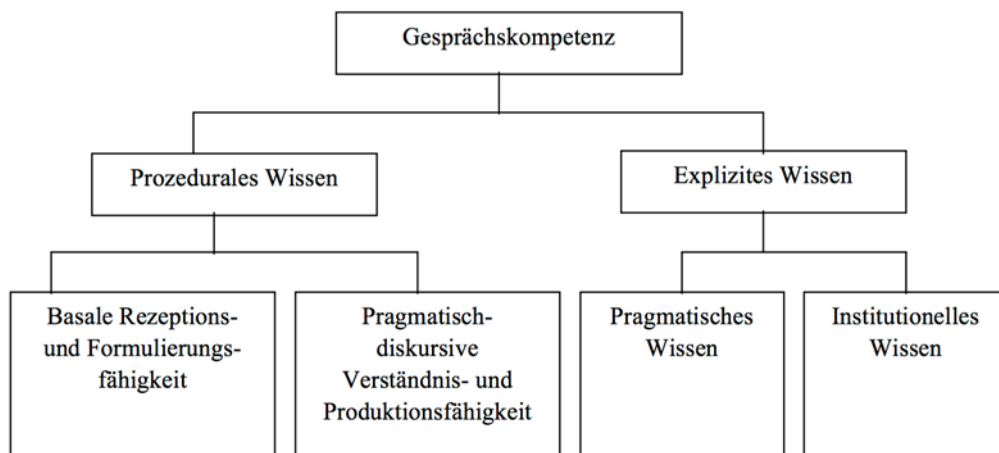 Gesprächskompetenz
Prozedurales Wissen
Explizites Wissen
Basale Rezeptions-
und Formulierungs-
fähigkeit
Pragmatisch-
diskursive
Verständnis- und
Produktionsfähigkeit
Pragmatisches
Wissen
Institutionelles
Wissen